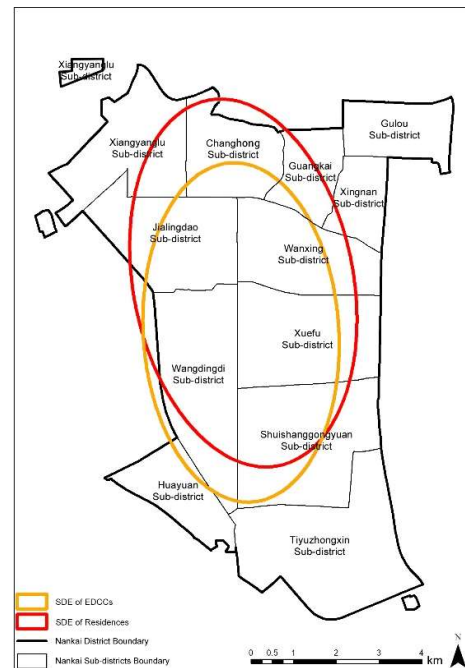 Xiangyanglu
Sub-district
Gulou
Sub-district
Xiangyanglu
Sub-district
Changhong
Sub-district
Guangkai
Sub-district
Xingnan
Sub-district
Jialingdao
Sub-district
Wanxing
Sub-district
Xuefu
Sub-district
Wangdingdi
Sub-district
Shuishanggongyuan
Sub-district
Huayuan
Sub-district
Tiyuzhongxin
Sub-district
SDE of EDCCs
SDE of Residences
Nankai District Boundary
Nankai Sub-districts Boundary
0 0.5 1 2 3 4
km
N